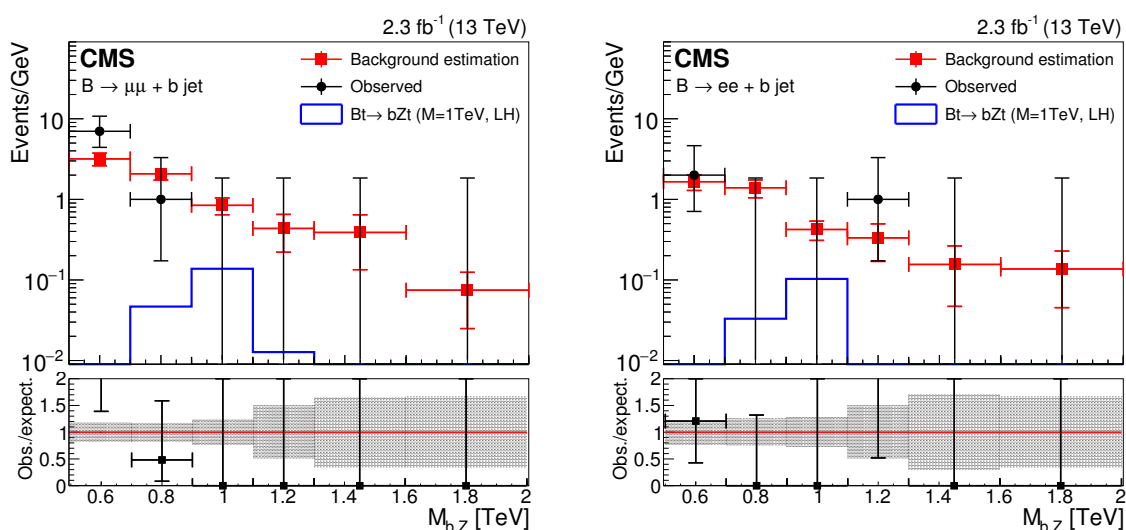 2.3 fb⁻¹ (13 TeV)
CMS
B → μμ + b jet
Background estimation
Observed
Bt→ bZt (M=1TeV, LH)
Events/GeV
10
1
10⁻¹
10⁻²
Obs./expect.
2
1.5
1
0.5
0
0.6 0.8 1 1.2 1.4 1.6 1.8 2
M_{b Z} [TeV]
2.3 fb⁻¹ (13 TeV)
CMS
B → ee + b jet
Background estimation
Observed
Bt→ bZt (M=1TeV, LH)
Events/GeV
10
1
10⁻¹
10⁻²
Obs./expect.
2
1.5
1
0.5
0
0.6 0.8 1 1.2 1.4 1.6 1.8 2
M_{b Z} [TeV]